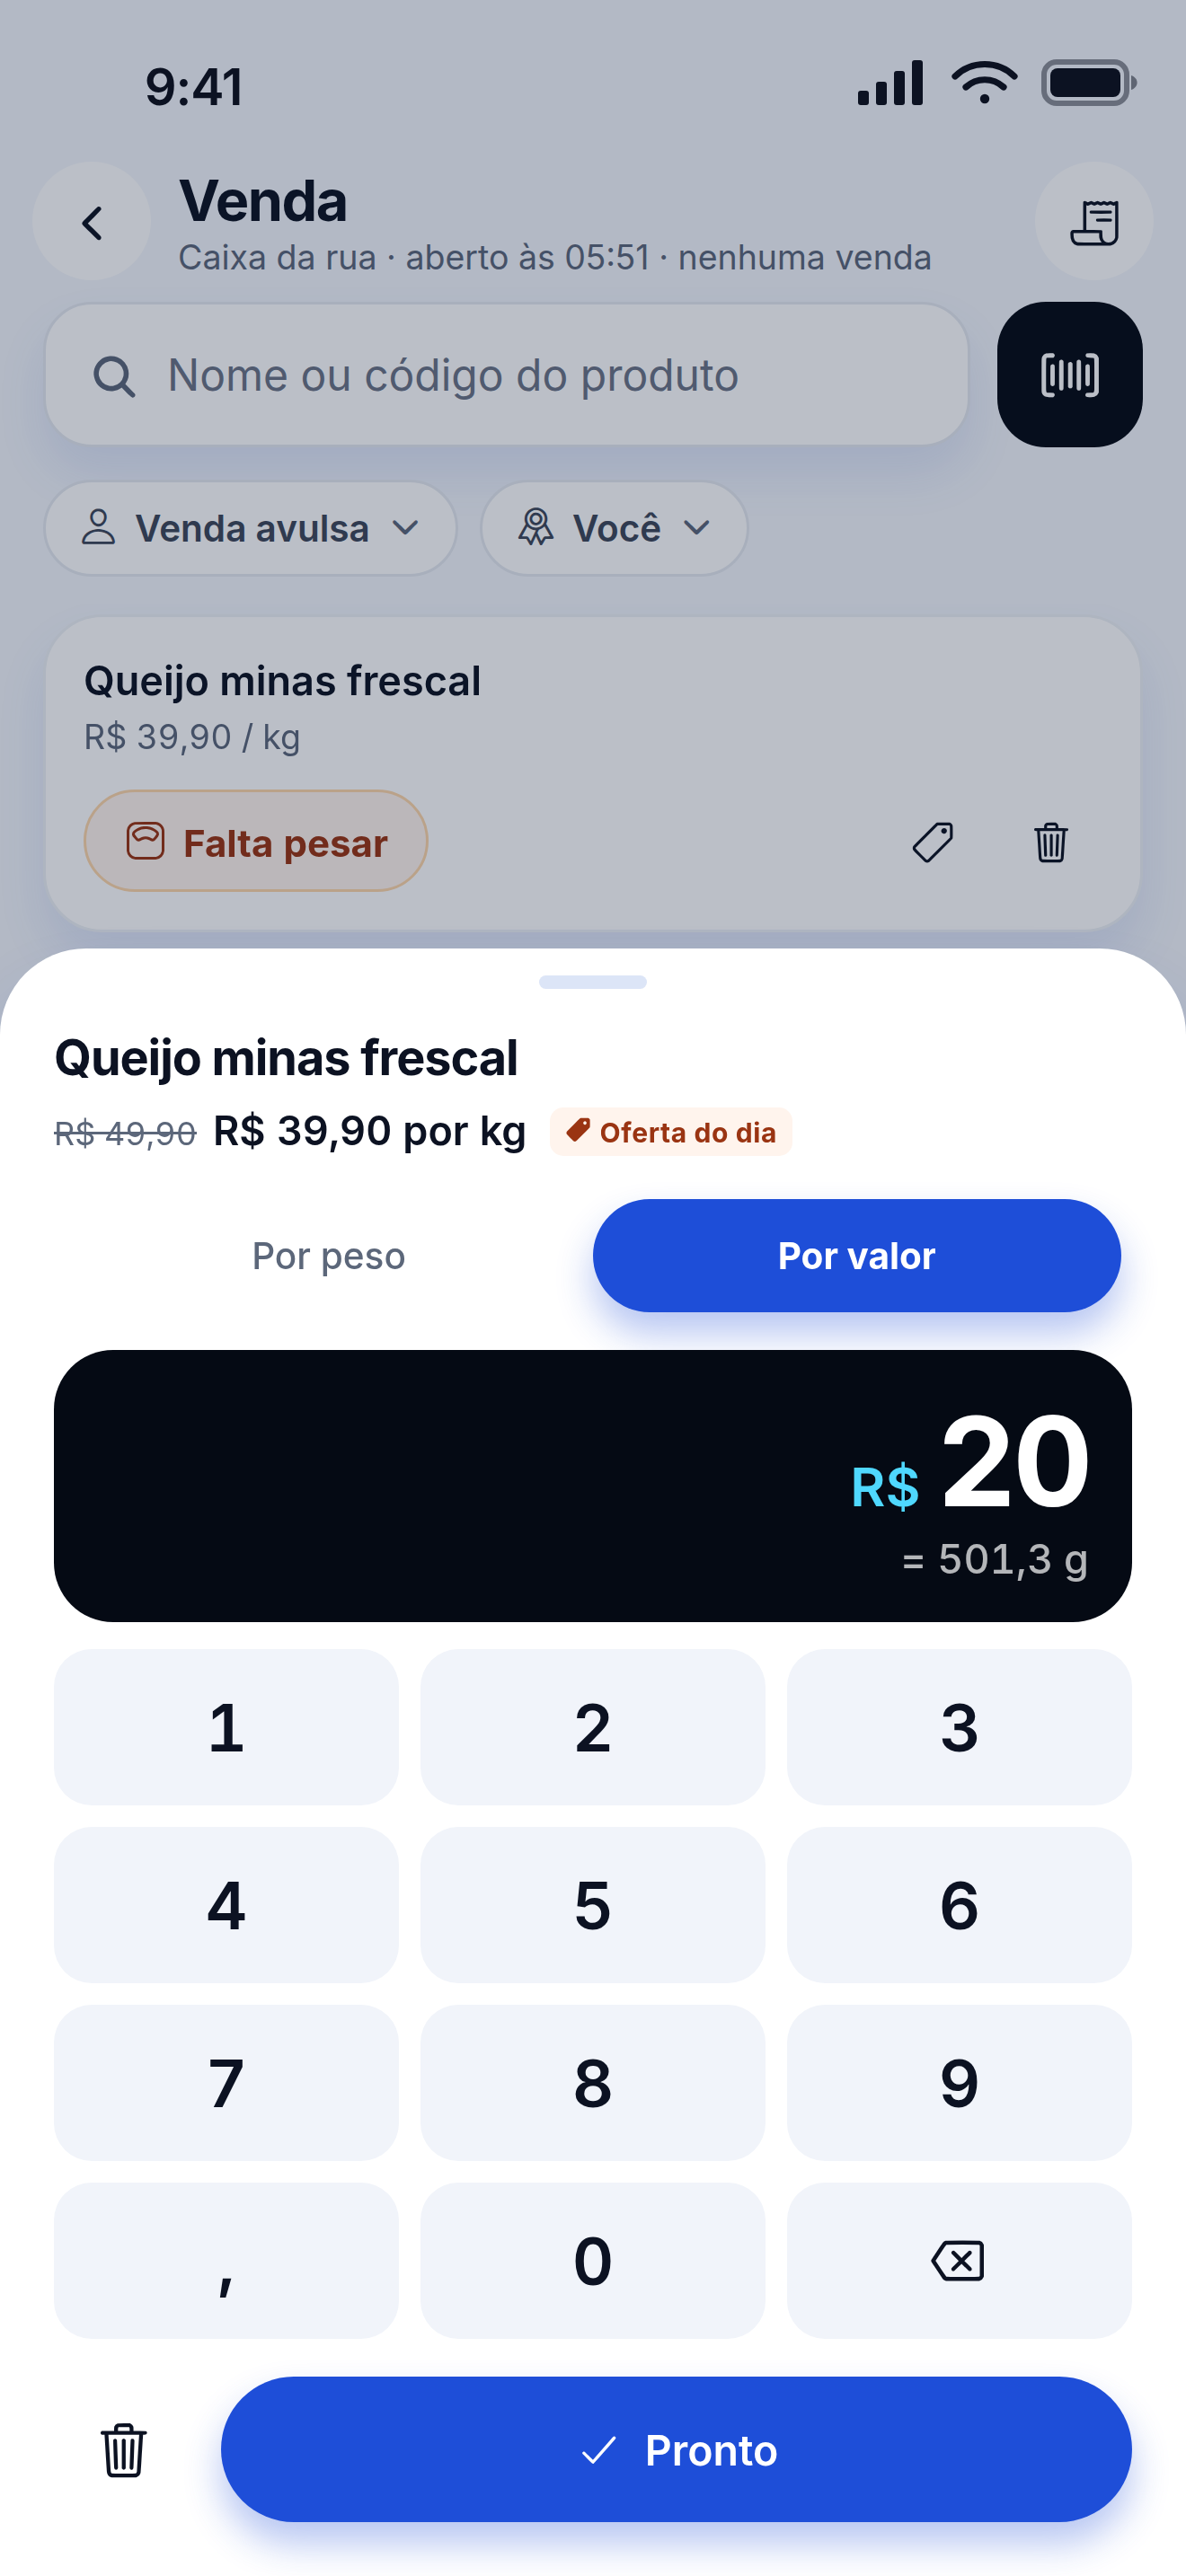 9:41
Venda
Caixa da rua · aberto às 05:51 · nenhuma venda
Nome ou código do produto
Venda avulsa
Você
Queijo minas frescal
R$ 39,90 / kg
Falta pesar
Queijo minas frescal
R$ 49,90 R$ 39,90 por kg Oferta do dia
Por peso
Por valor
R$ 20
= 501,3 g
1 2 3
4 5 6
7 8 9
, 0
Pronto